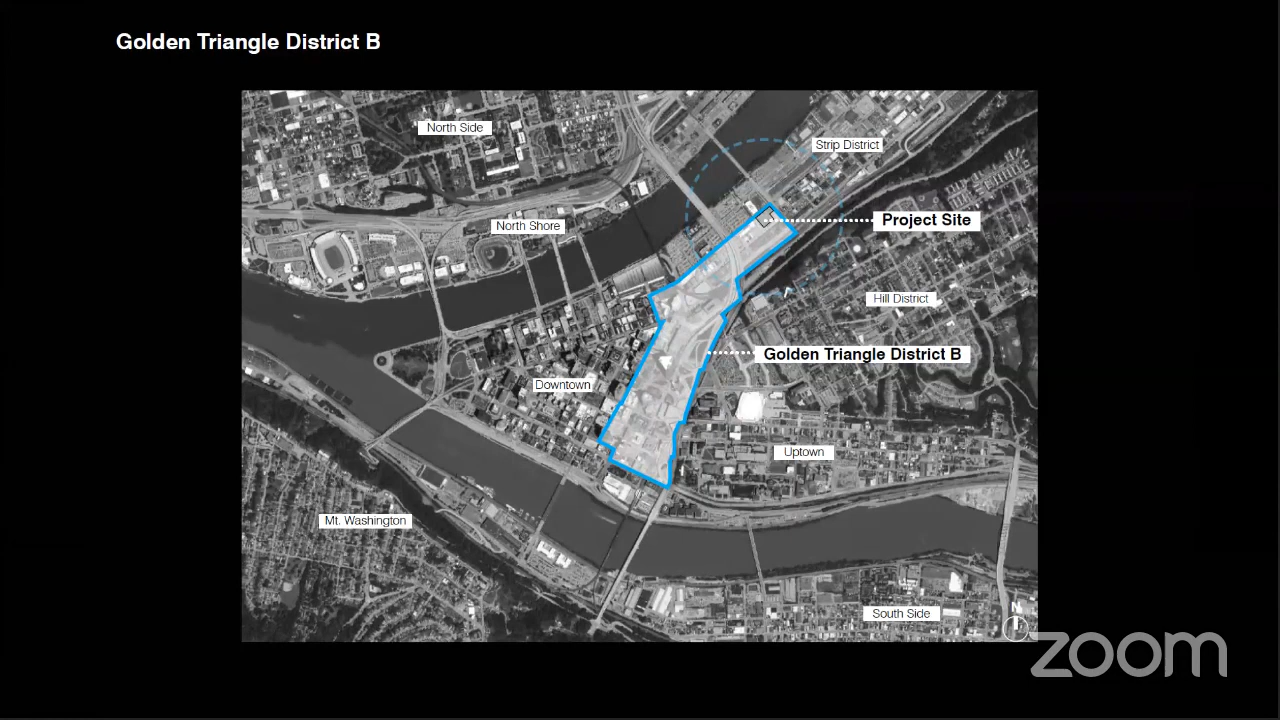 Golden Triangle District B
North Side
Strip District
Project Site
North Shore
Hill District
Golden Triangle District B
Downtown
Uptown
Mt. Washington
N
South Side
zoom